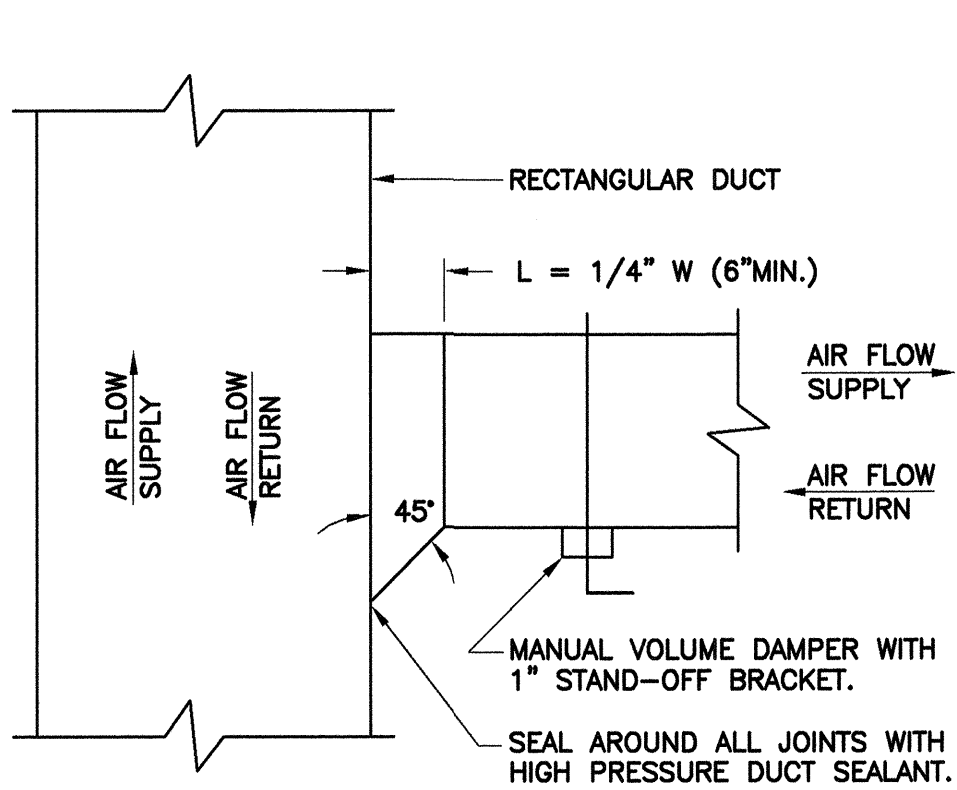 RECTANGULAR DUCT
L = 1/4" W (6"MIN.)
AIR FLOW
SUPPLY
AIR FLOW
RETURN
AIR FLOW
SUPPLY
AIR FLOW
RETURN
45°
MANUAL VOLUME DAMPER WITH
1" STAND-OFF BRACKET.
SEAL AROUND ALL JOINTS WITH
HIGH PRESSURE DUCT SEALANT.